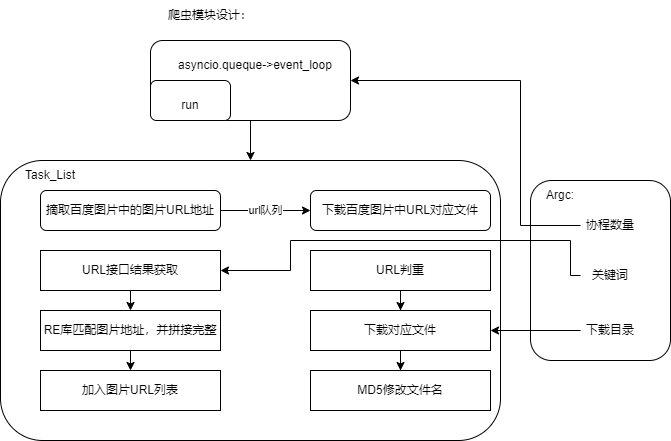 爬虫模块设计：
asyncio.queque->event_loop
run
Task_List
摘取百度图片中的图片URL地址
url队列
下载百度图片中URL对应文件
Argc:
协程数量
URL接口结果获取
URL判重
关键词
RE库匹配图片地址，并拼接完整
下载对应文件
下载目录
加入图片URL列表
MD5修改文件名